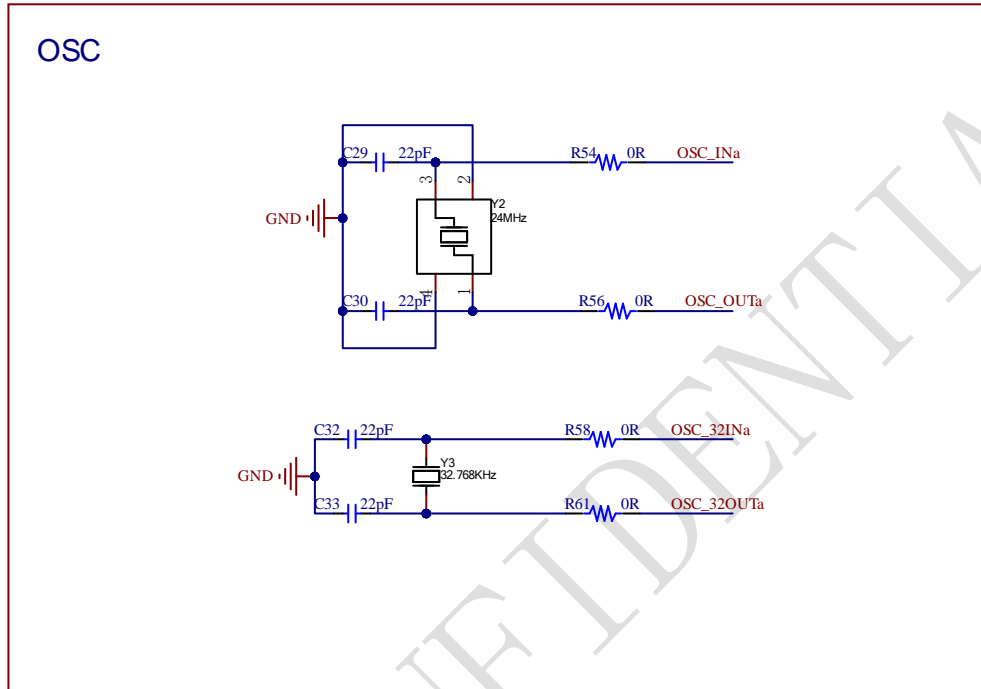 OSC
C29 22pF R54 0R OSC_INa
3 2
Y2
24MHz
GND
4 1
C30 22pF R56 0R OSC_OUTa
C32 22pF R58 0R OSC_32INa
Y3
32.768KHz
GND
C33 22pF R61 0R OSC_32OUTa
NFIDENTIA